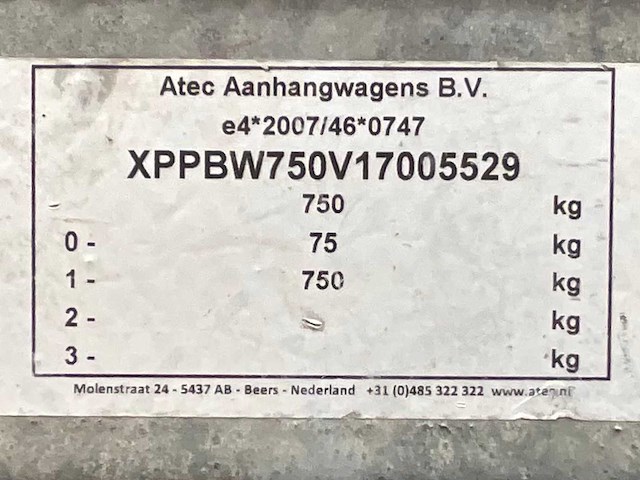 Atec Aanhangwagens B.V.
e4*2007/46*0747
XPPBW750V17005529
750 kg
0 - 75 kg
1 - 750 kg
2 - kg
3 - kg
Molenstraat 24 - 5437 AB - Beers - Nederland +31 (0)485 322 322